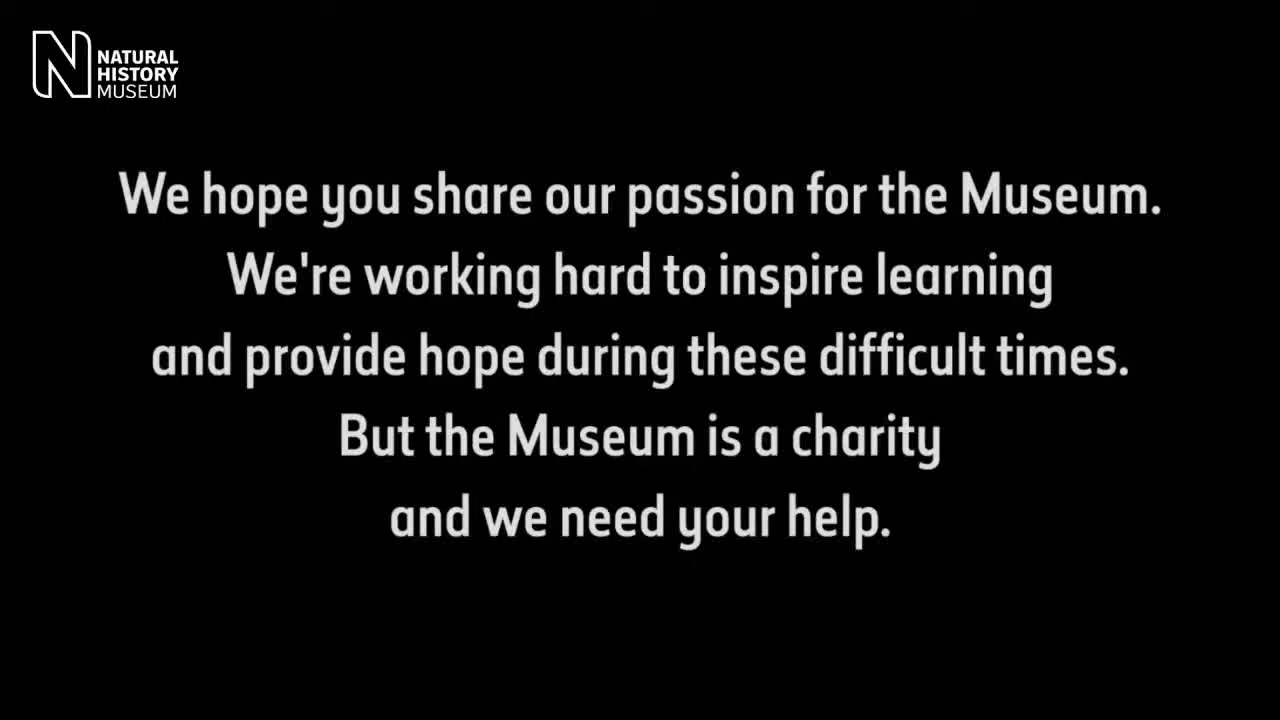 NATURAL
HISTORY
MUSEUM
We hope you share our passion for the Museum.
We're working hard to inspire learning
and provide hope during these difficult times.
But the Museum is a charity
and we need your help.